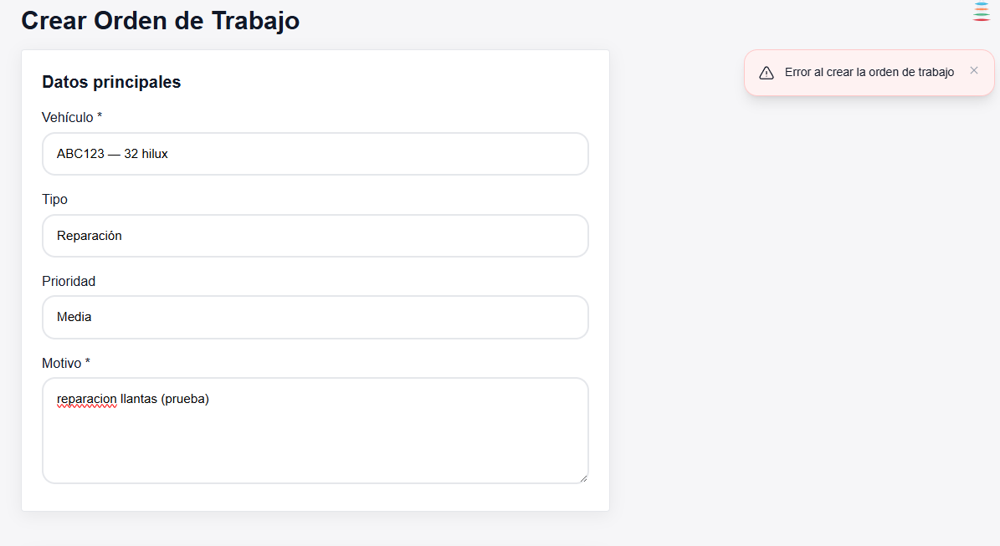 Crear Orden de Trabajo
Error al crear la orden de trabajo
Datos principales
Vehículo *
ABC123 — 32 hilux
Tipo
Reparación
Prioridad
Media
Motivo *
reparacion llantas (prueba)